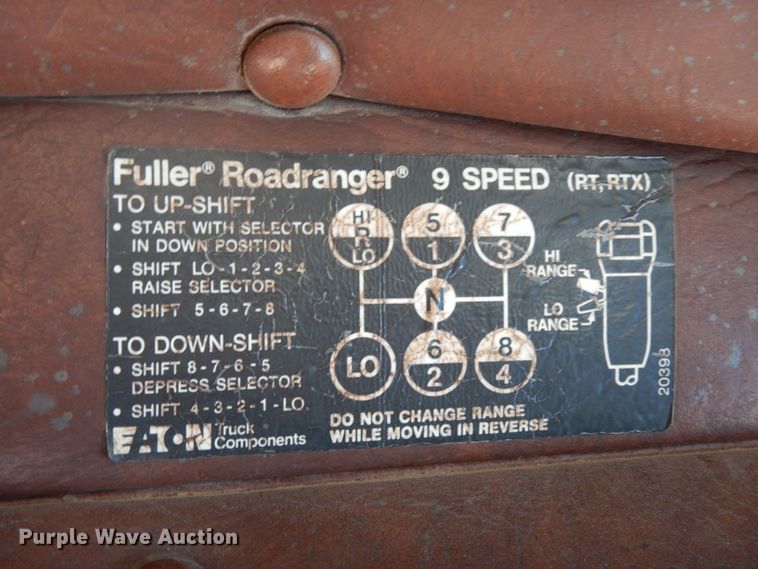 Fuller® Roadranger® 9 SPEED (RT, RTX)
TO UP-SHIFT
• START WITH SELECTOR
IN DOWN POSITION
• SHIFT LO-1-2-3-4
RAISE SELECTOR
• SHIFT 5-6-7-8
TO DOWN-SHIFT
• SHIFT 8-7-6-5
DEPRESS SELECTOR
• SHIFT 4-3-2-1-LO
EATON Truck
Components
HI
R
LO
5
1
7
3
N
LO
6
2
8
4
HI
RANGE
LO
RANGE
DO NOT CHANGE RANGE
WHILE MOVING IN REVERSE
20398
Purple Wave Auction